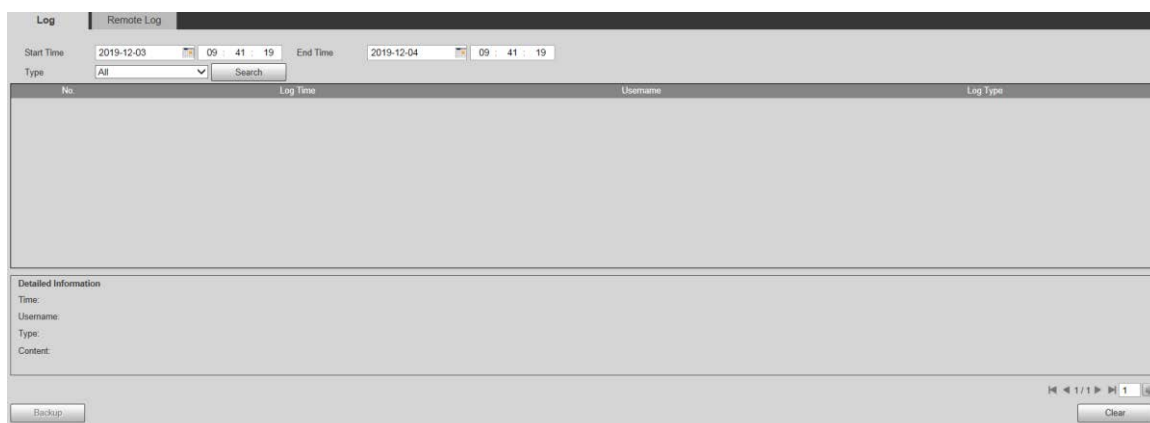 Log Remote Log
Start Time 2019-12-03 09 : 41 : 19 End Time 2019-12-04 09 : 41 : 19
Type All Search
No. Log Time Username Log Type
Detailed Information
Time:
Username:
Type:
Content:
1 / 1 1
Backup Clear